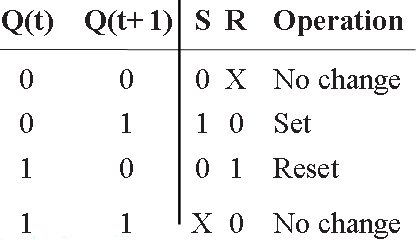 Q(t) Q(t+1) S R Operation
0 0 0 X No change
0 1 1 0 Set
1 0 0 1 Reset
1 1 X 0 No change